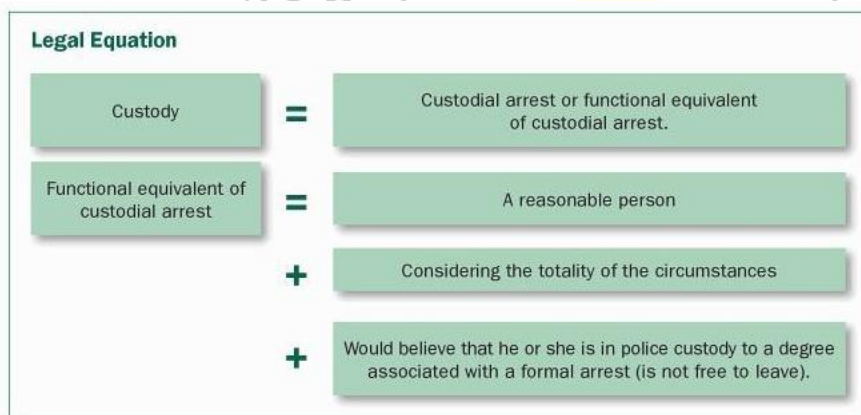 Legal Equation
Custody
=
Custodial arrest or functional equivalent
of custodial arrest.
Functional equivalent of
custodial arrest
=
A reasonable person
+
Considering the totality of the circumstances
+
Would believe that he or she is in police custody to a degree
associated with a formal arrest (is not free to leave).